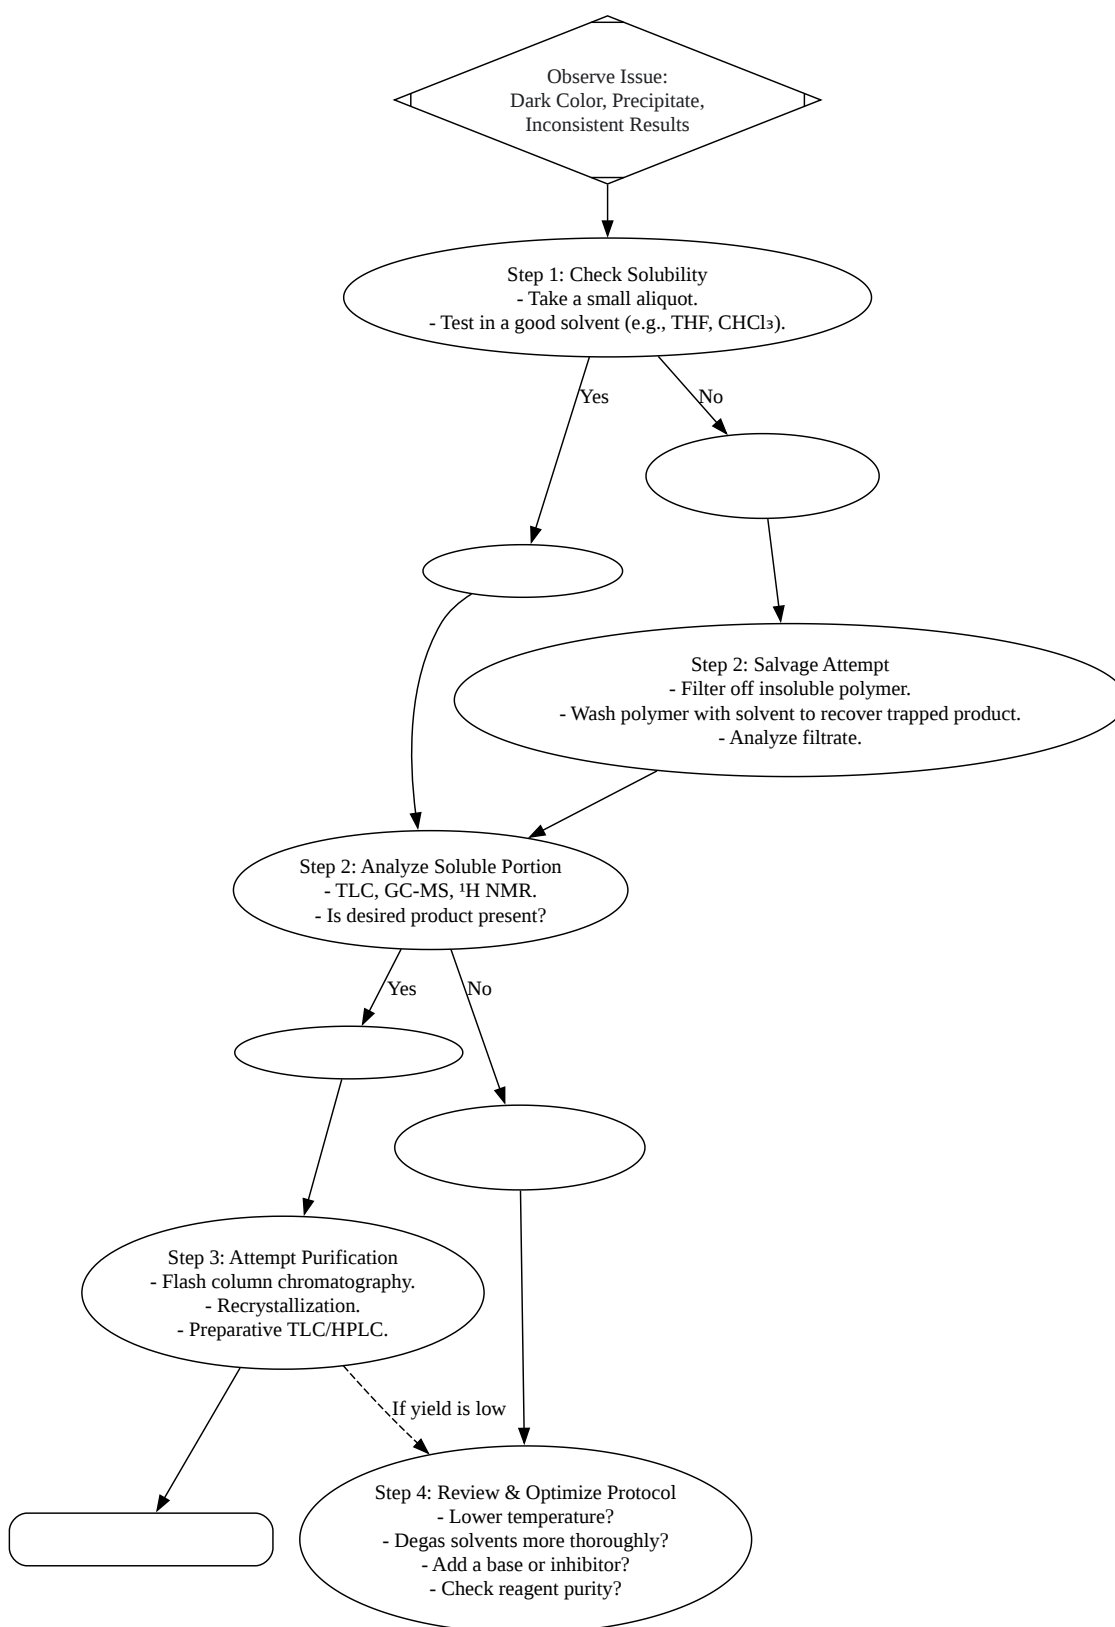 Observe Issue:
Dark Color, Precipitate,
Inconsistent Results
Step 1: Check Solubility
- Take a small aliquot.
- Test in a good solvent (e.g., THF, CHCl₃).
Yes
No
Step 2: Salvage Attempt
- Filter off insoluble polymer.
- Wash polymer with solvent to recover trapped product.
- Analyze filtrate.
Step 2: Analyze Soluble Portion
- TLC, GC-MS, ¹H NMR.
- Is desired product present?
Yes
No
Step 3: Attempt Purification
- Flash column chromatography.
- Recrystallization.
- Preparative TLC/HPLC.
If yield is low
Step 4: Review & Optimize Protocol
- Lower temperature?
- Degas solvents more thoroughly?
- Add a base or inhibitor?
- Check reagent purity?